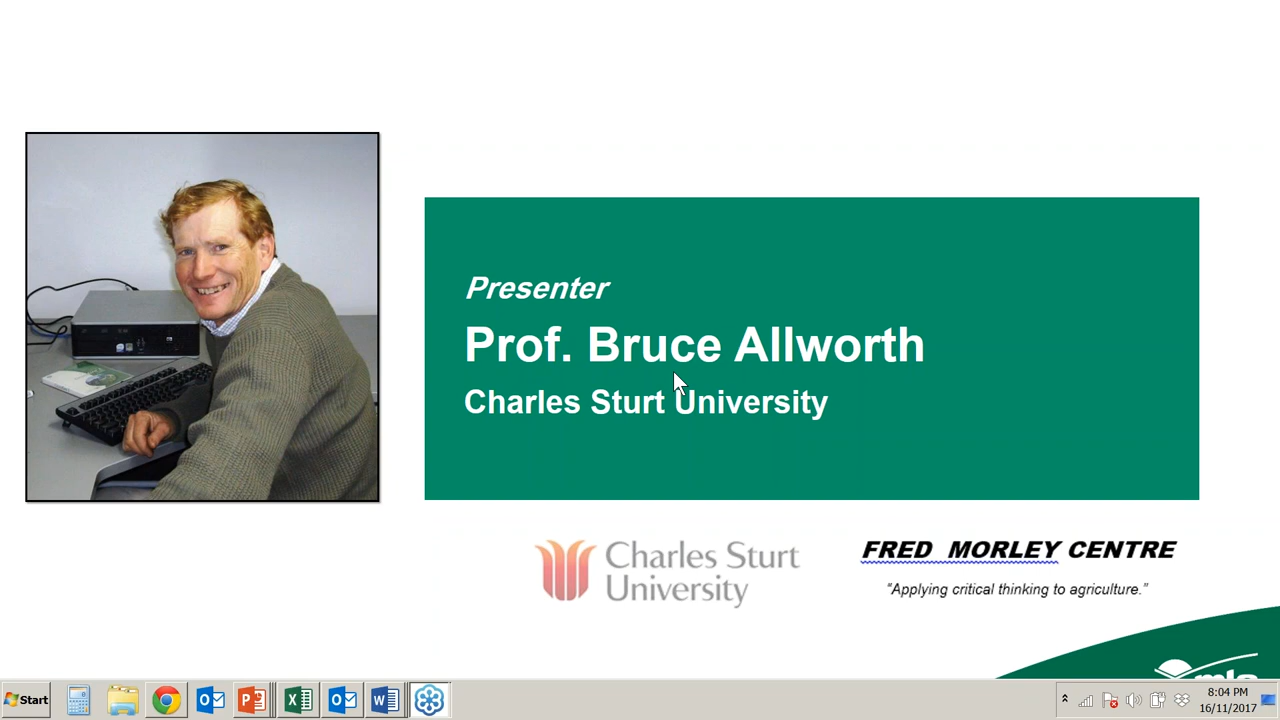 Presenter
Prof. Bruce Allworth
Charles Sturt University
Charles Sturt
University
FRED MORLEY CENTRE
“Applying critical thinking to agriculture.”
mla
Start
8:04 PM
16/11/2017